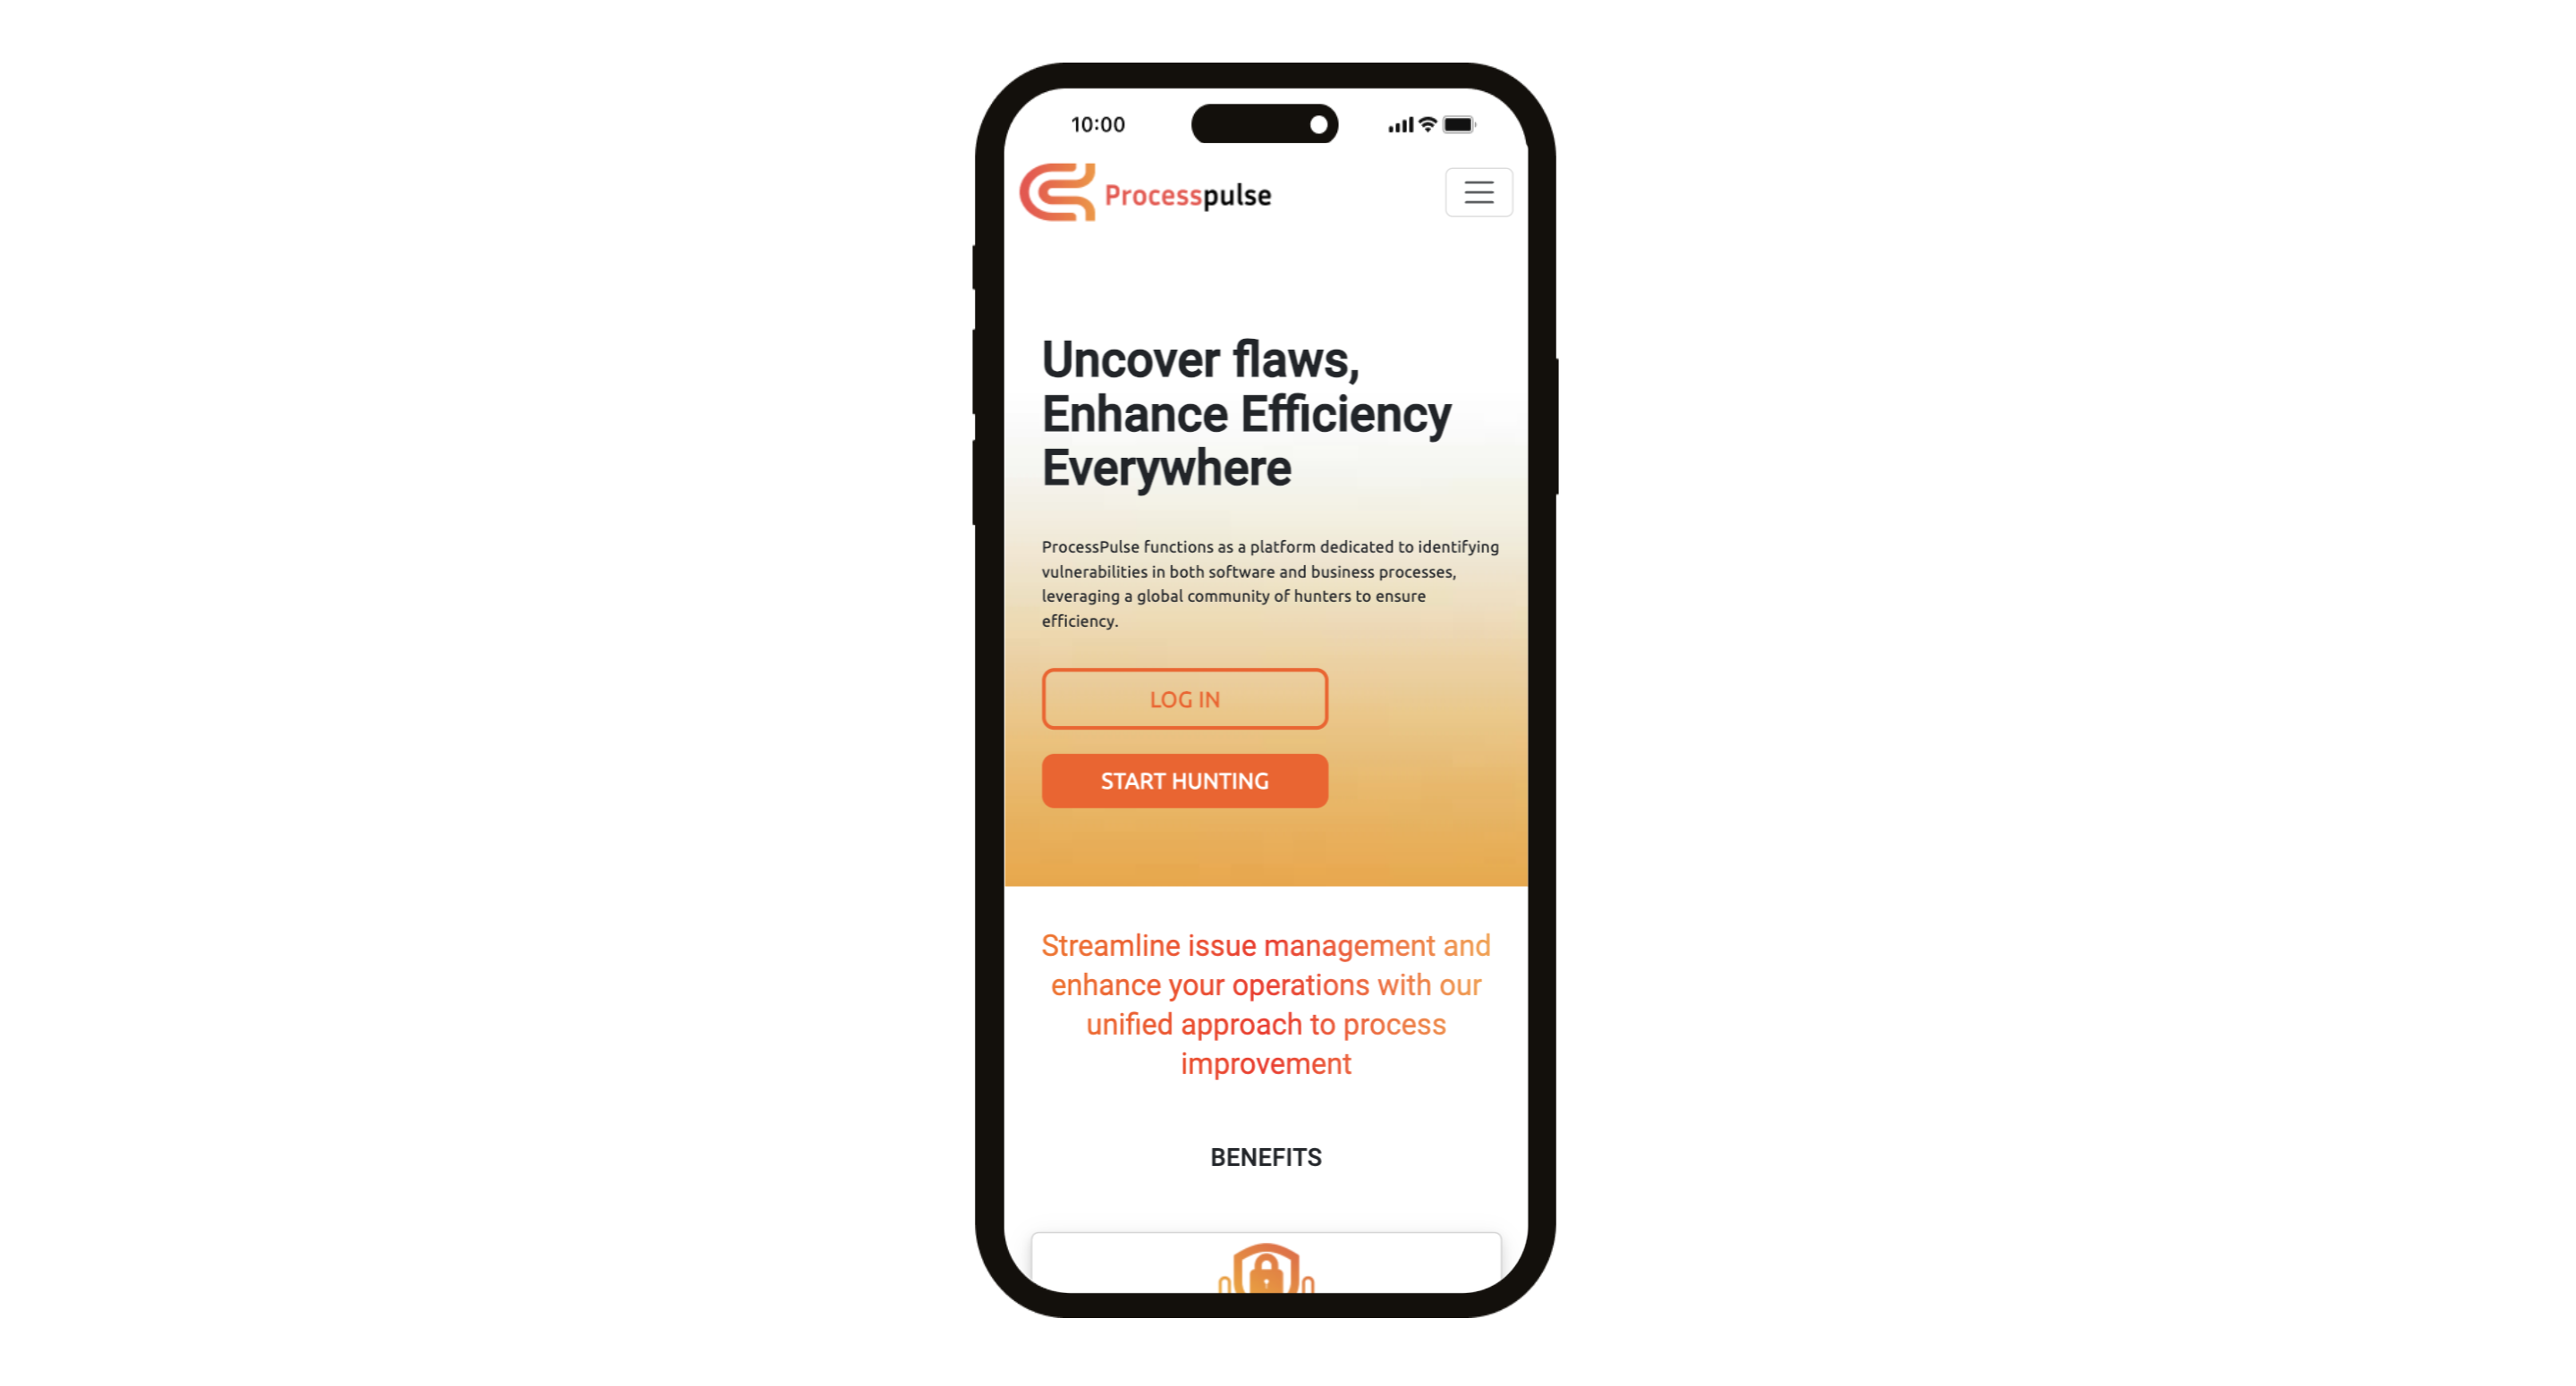 10:00
Processpulse
Uncover flaws,
Enhance Efficiency
Everywhere
ProcessPulse functions as a platform dedicated to identifying
vulnerabilities in both software and business processes,
leveraging a global community of hunters to ensure
efficiency.
LOG IN
START HUNTING
Streamline issue management and
enhance your operations with our
unified approach to process
improvement
BENEFITS